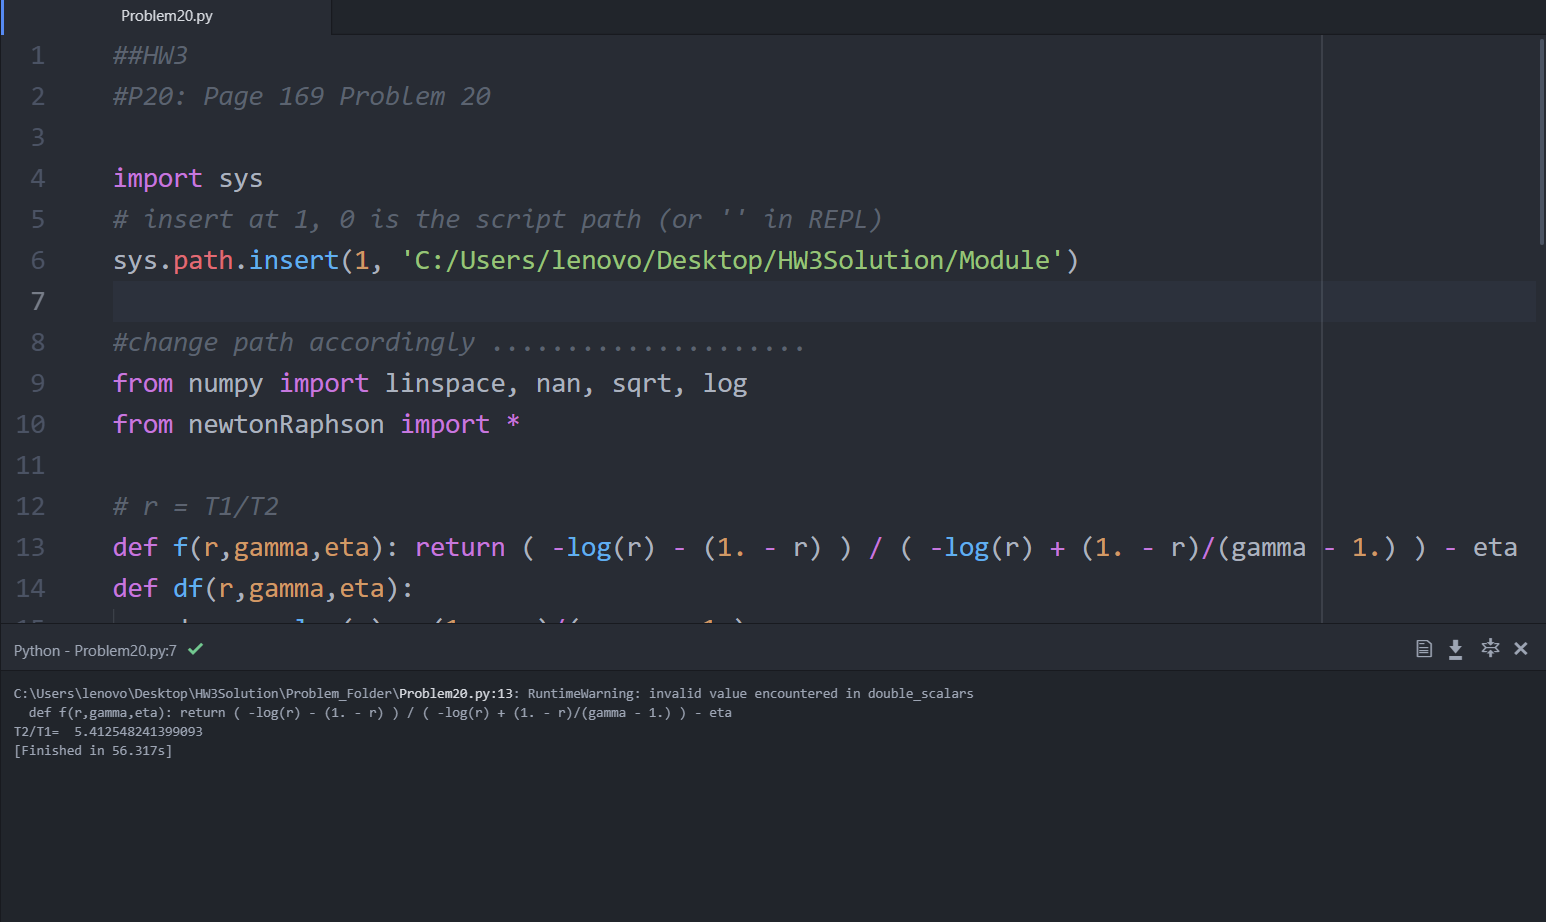 Problem20.py
1 ##HW3
2 #P20: Page 169 Problem 20
3
4 import sys
5 # insert at 1, 0 is the script path (or '' in REPL)
6 sys.path.insert(1, 'C:/Users/lenovo/Desktop/HW3Solution/Module')
7
8 #change path accordingly .....................
9 from numpy import linspace, nan, sqrt, log
10 from newtonRaphson import *
11
12 # r = T1/T2
13 def f(r,gamma,eta): return ( -log(r) - (1. - r) ) / ( -log(r) + (1. - r)/(gamma - 1.) ) - eta
14 def df(r,gamma,eta):
15
Python - Problem20.py:7
C:\Users\lenovo\Desktop\HW3Solution\Problem_Folder\Problem20.py:13: RuntimeWarning: invalid value encountered in double_scalars
def f(r,gamma,eta): return ( -log(r) - (1. - r) ) / ( -log(r) + (1. - r)/(gamma - 1.) ) - eta
T2/T1=  5.412548241399093
[Finished in 56.317s]